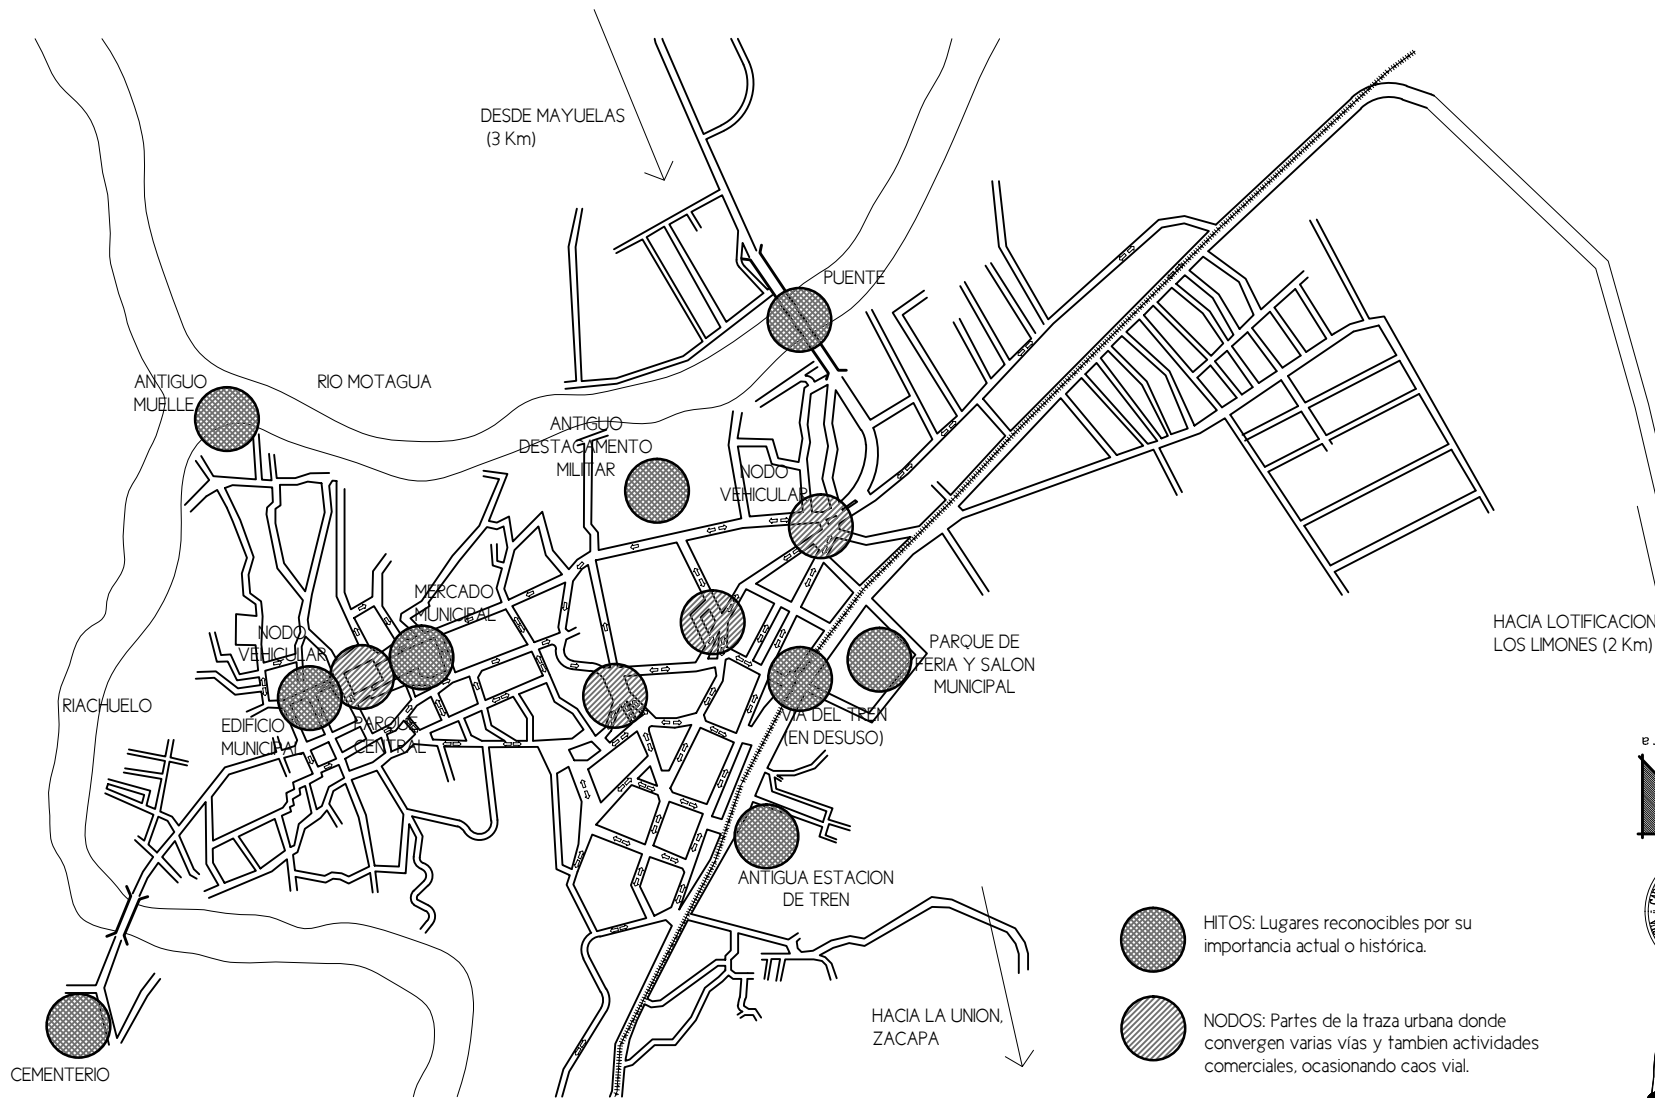 DESDE MAYUELAS
(3 Km)
PUENTE
ANTIGUO
MUELLE
RIO MOTAGUA
ANTIGUO
DESTACAMENTO
MILITAR
NODO
VEHICULAR
MERCADO
MUNICIPAL
NODO
VEHICULAR
HACIA LOTIFICACION
LOS LIMONES (2 Km)
PARQUE DE
FERIA Y SALON
MUNICIPAL
RIACHUELO
EDIFICIO
MUNICIPAL
PARQUE
CENTRAL
VIA DEL TREN
(EN DESUSO)
ANTIGUA ESTACION
DE TREN
HITOS: Lugares reconocibles por su
importancia actual o histórica.
HACIA LA UNION,
ZACAPA
NODOS: Partes de la traza urbana donde
convergen varias vías y tambien actividades
comerciales, ocasionando caos vial.
CEMENTERIO